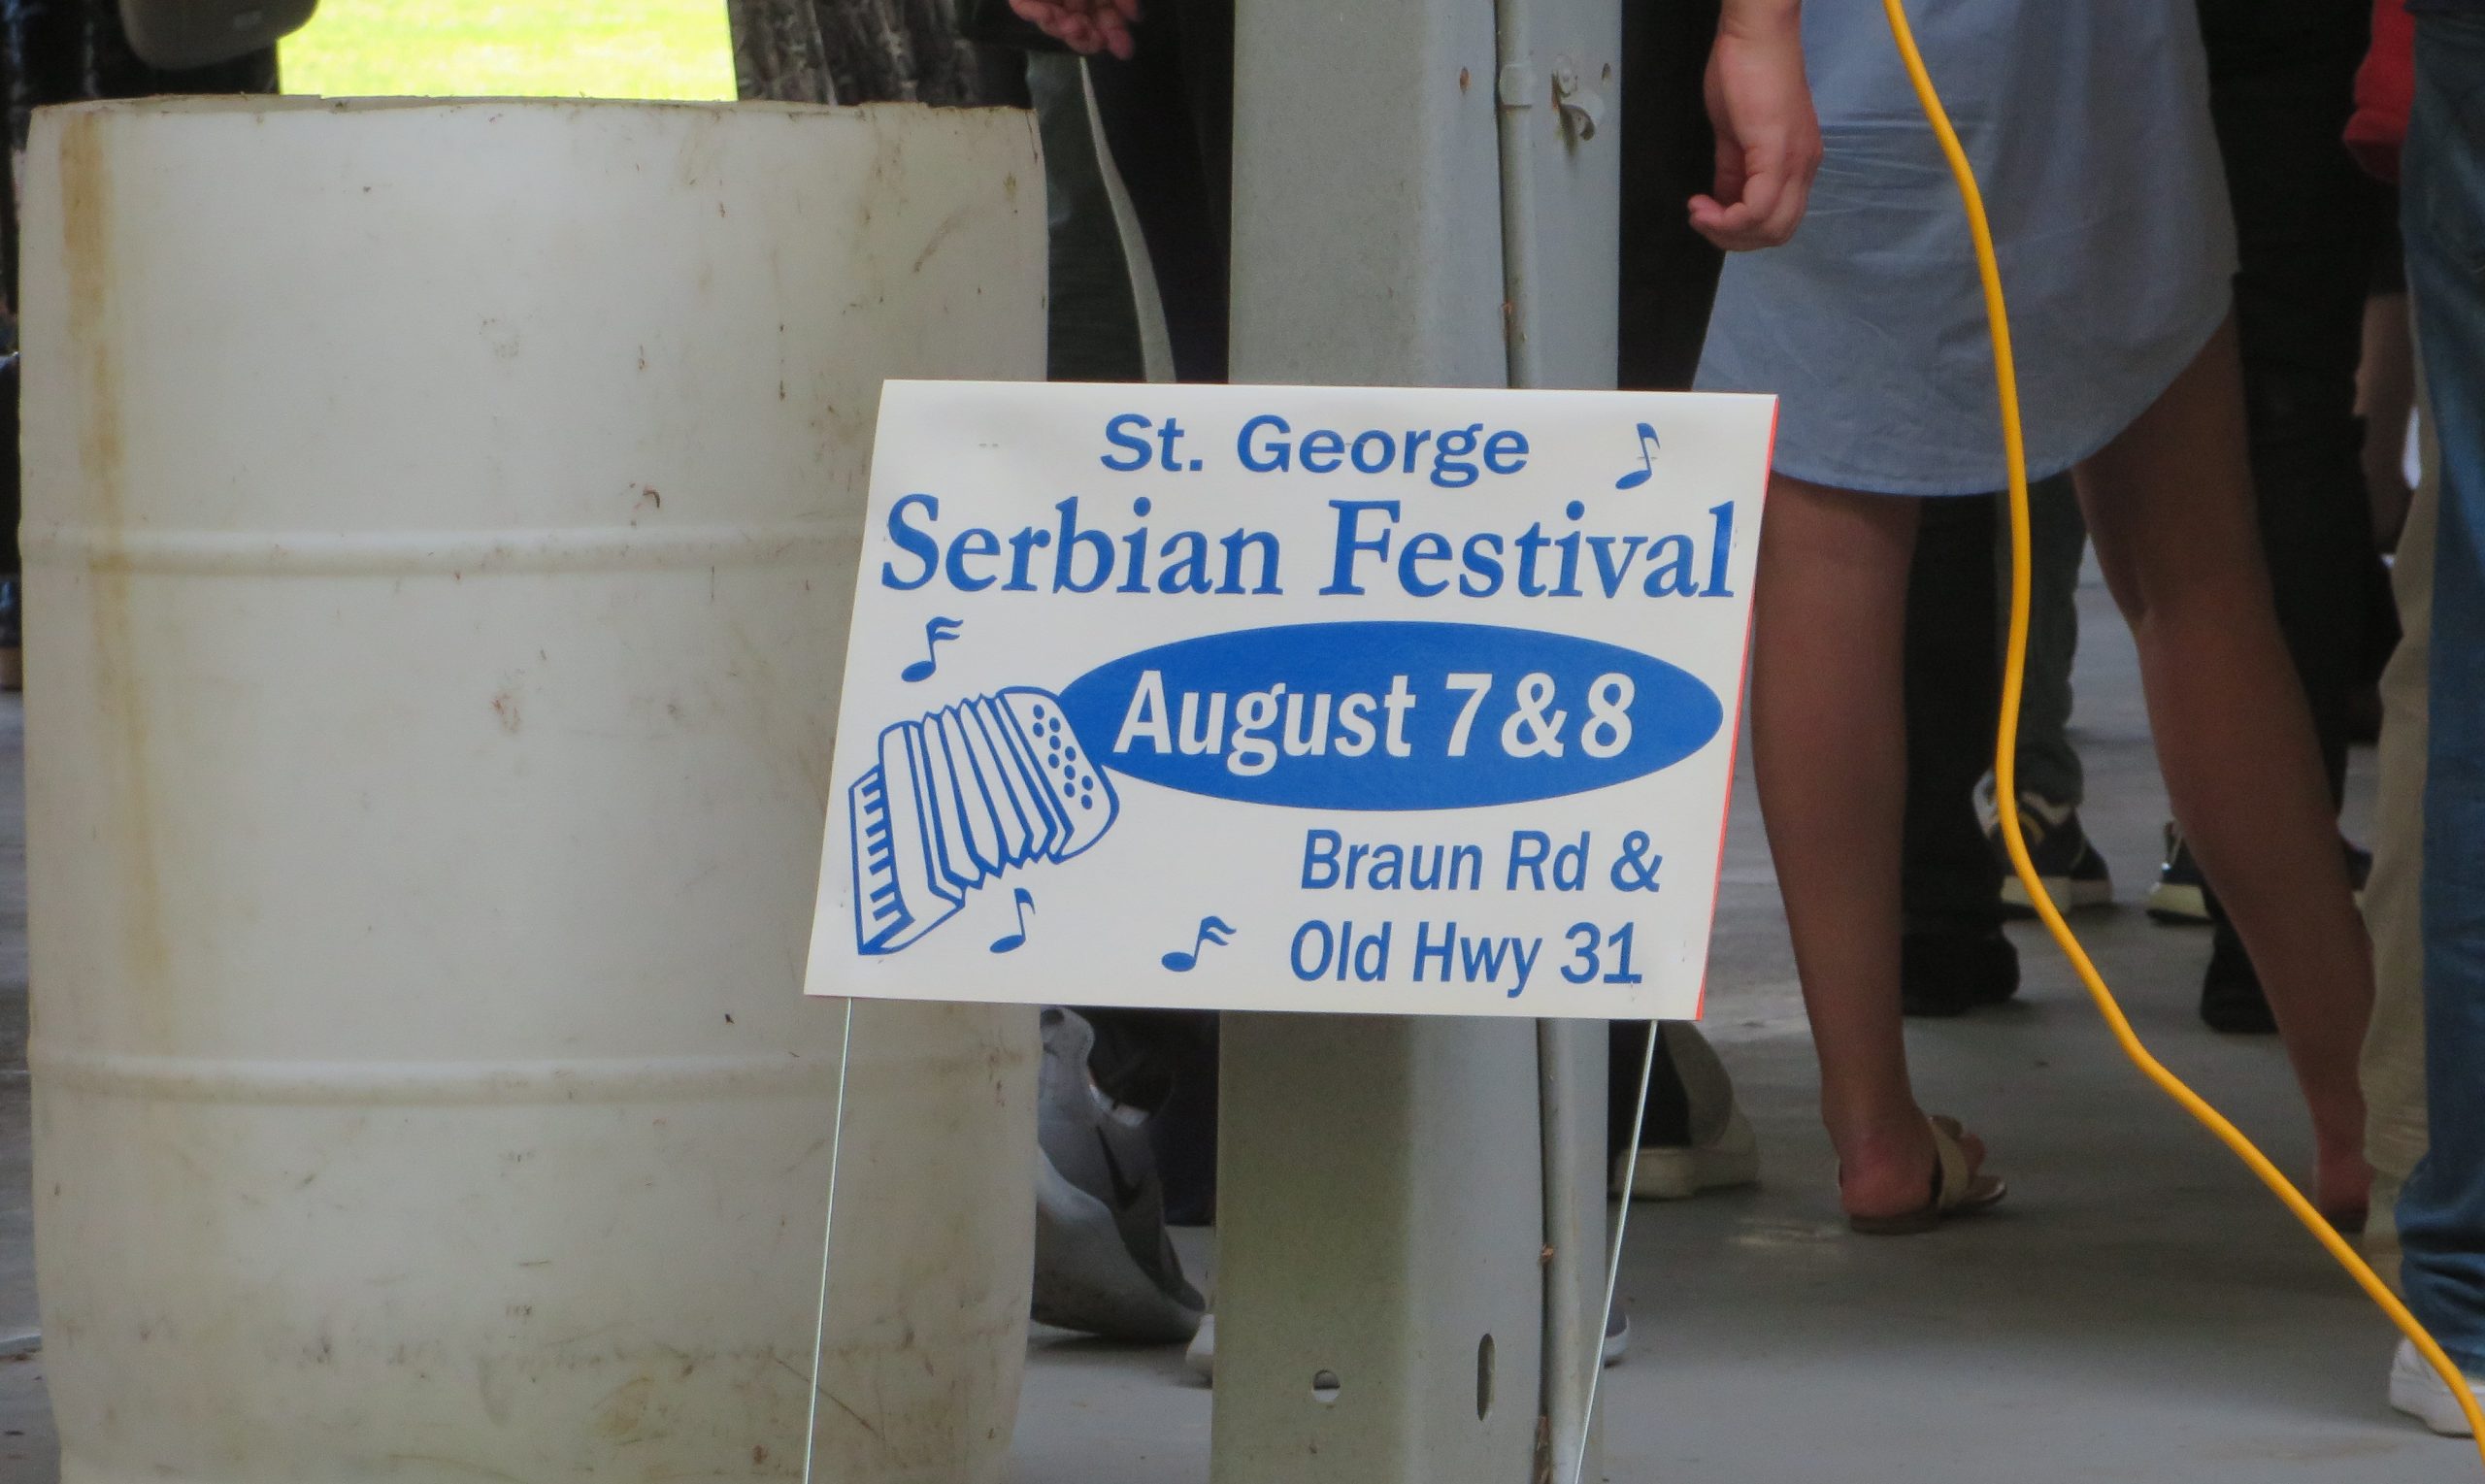 St. George
Serbian Festival
August 7 & 8
Braun Rd &
Old Hwy 31